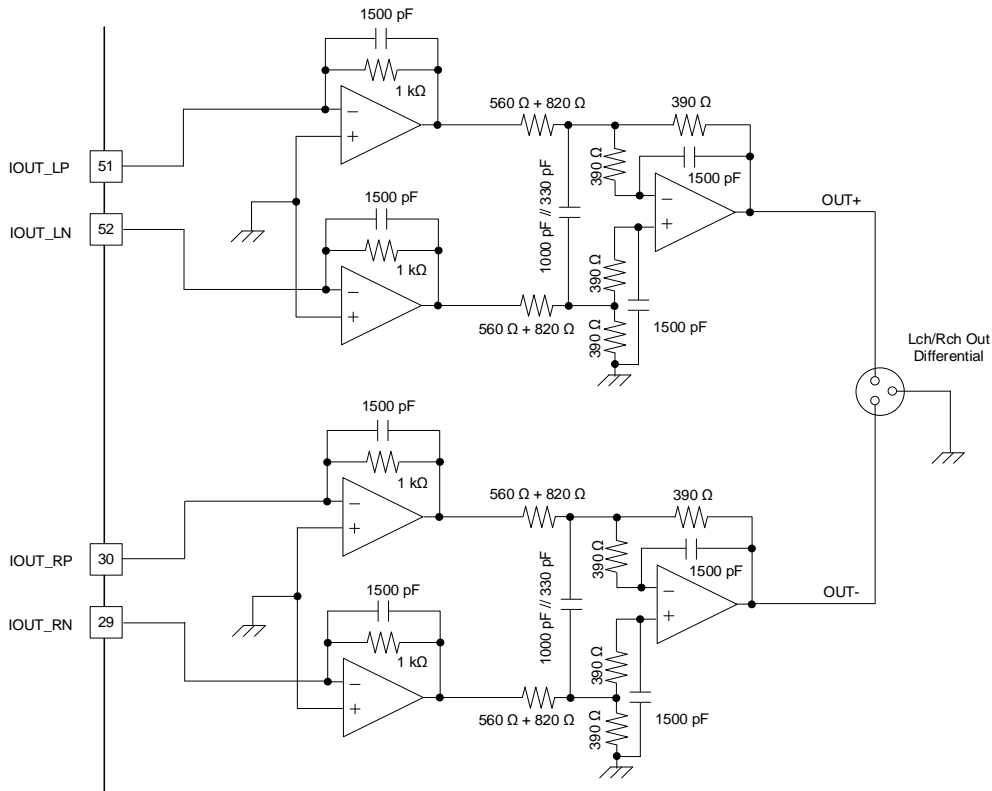 1500 pF
1 kΩ
560 Ω + 820 Ω
390 Ω
IOUT_LP
51
390 Ω
1500 pF
1500 pF
OUT+
IOUT_LN
52
1 kΩ
1000 pF // 330 pF
390 Ω
560 Ω + 820 Ω
390 Ω
1500 pF
Lch/Rch Out
Differential
1500 pF
1 kΩ
560 Ω + 820 Ω
390 Ω
IOUT_RP
30
390 Ω
1500 pF
1500 pF
OUT-
IOUT_RN
29
1 kΩ
1000 pF // 330 pF
390 Ω
560 Ω + 820 Ω
390 Ω
1500 pF